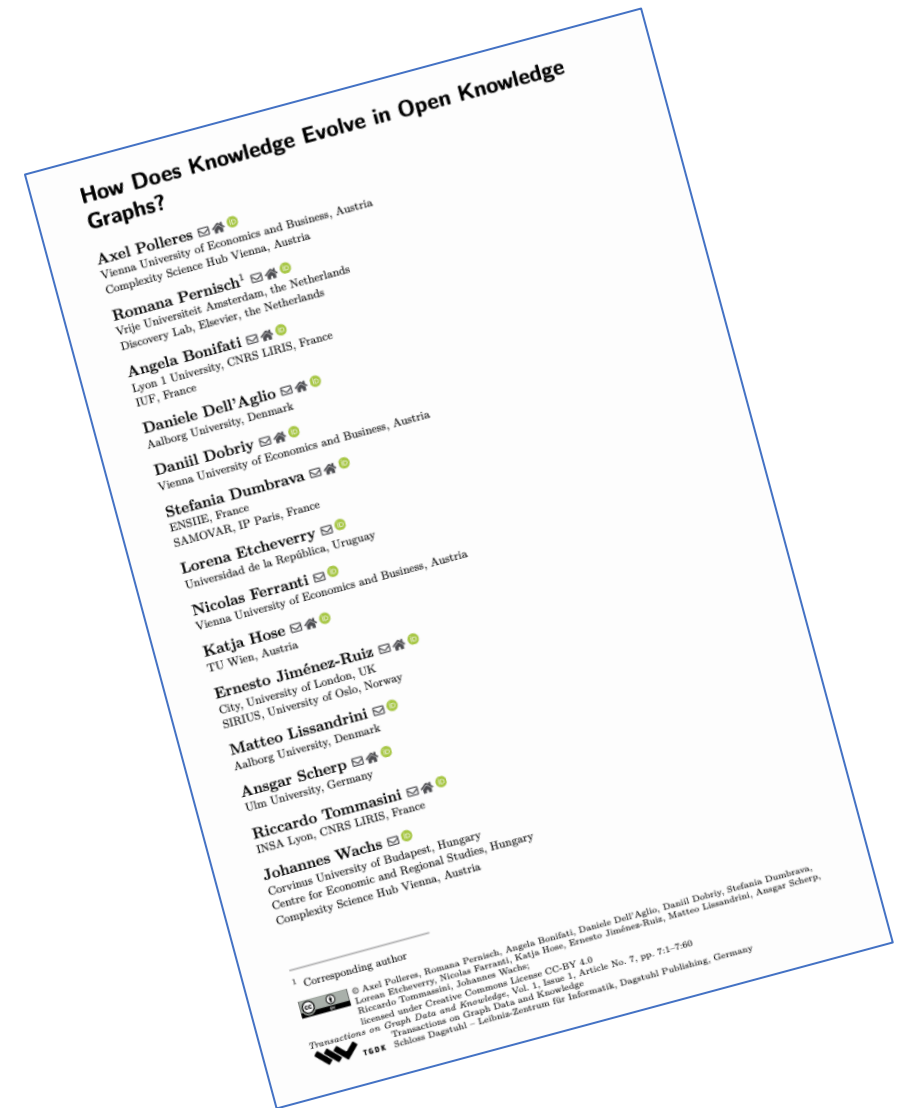 How Does Knowledge Evolve in Open Knowledge
Graphs?
Axel Polleres
Vienna University of Economics and Business, Austria
Complexity Science Hub Vienna, Austria
Romana Pernisch1
Vrije Universiteit Amsterdam, the Netherlands
Discovery Lab, Elsevier, the Netherlands
Angela Bonifati
Lyon 1 University, CNRS LIRIS, France
IUF, France
Daniele Dell'Aglio
Aalborg University, Denmark
Daniil Dobriy
Vienna University of Economics and Business, Austria
Stefania Dumbrava
ENSIIE, France
SAMOVAR, IP Paris, France
Lorena Etcheverry
Universidad de la República, Uruguay
Nicolas Ferranti
Vienna University of Economics and Business, Austria
Katja Hose
TU Wien, Austria
Ernesto Jiménez-Ruiz
City, University of London, UK
SIRIUS, University of Oslo, Norway
Matteo Lissandrini
Aalborg University, Denmark
Ansgar Scherp
Ulm University, Germany
Riccardo Tommasini
INSA Lyon, CNRS LIRIS, France
Johannes Wachs
Corvinus University of Budapest, Hungary
Centre for Economic and Regional Studies, Hungary
Complexity Science Hub Vienna, Austria
1 Corresponding author
© Axel Polleres, Romana Pernisch, Angela Bonifati, Daniele Dell'Aglio, Daniil Dobriy, Stefania Dumbrava,
Lorean Etcheverry, Nicolas Farranti, Katja Hose, Ernesto Jiménez-Ruiz, Matteo Lissandrini, Ansgar Scherp,
Riccardo Tommassini, Johannes Wachs;
licensed under Creative Commons License CC-BY 4.0
Transactions on Graph Data and Knowledge, Vol. 1, Issue 1, Article No. 7, pp. 7:1–7:60
Transactions on Graph Data and Knowledge
TGDK Schloss Dagstuhl – Leibniz-Zentrum für Informatik, Dagstuhl Publishing, Germany